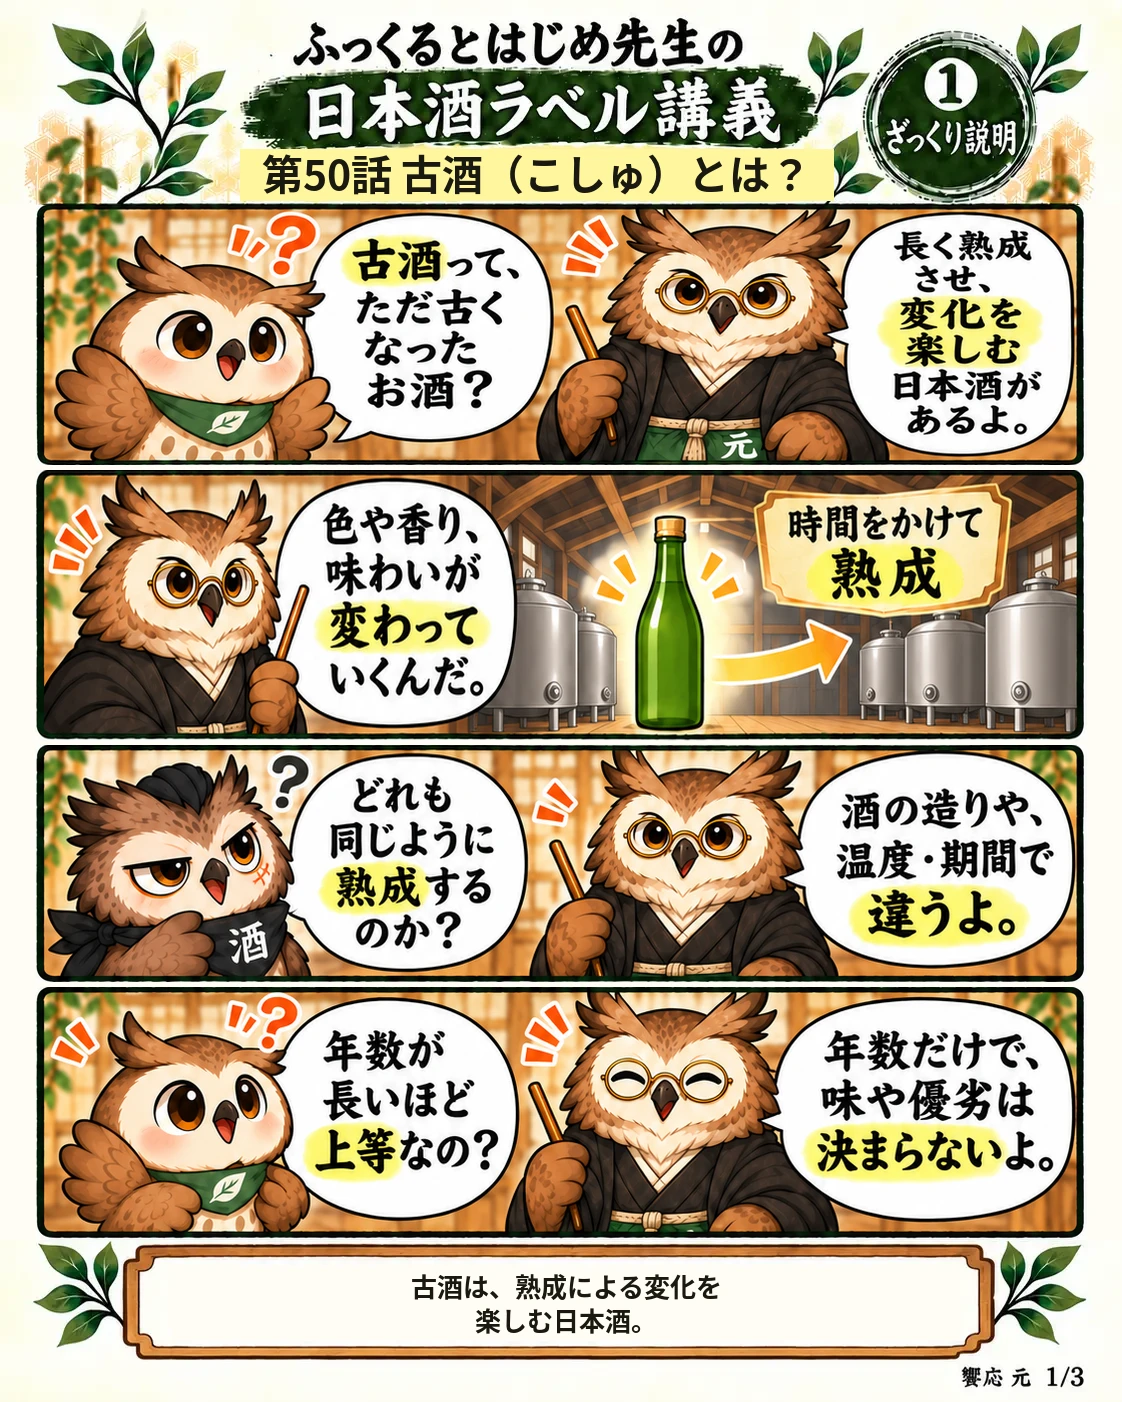 ふっくるとはじめ先生の
日本酒ラベル講義
1
ざっくり説明
第50話 古酒（こしゅ）とは？
古酒って、
ただ古く
なった
お酒？
元
長く熟成
させ、
変化を
楽しむ
日本酒が
あるよ。
色や香り、
味わいが
変わって
いくんだ。
時間をかけて
熟成
酒
どれも
同じように
熟成する
のか？
酒の造りや、
温度・期間で
違うよ。
年数が
長いほど
上等なの？
年数だけで、
味や優劣は
決まらないよ。
古酒は、熟成による変化を
楽しむ日本酒。
饗応 元 1/3